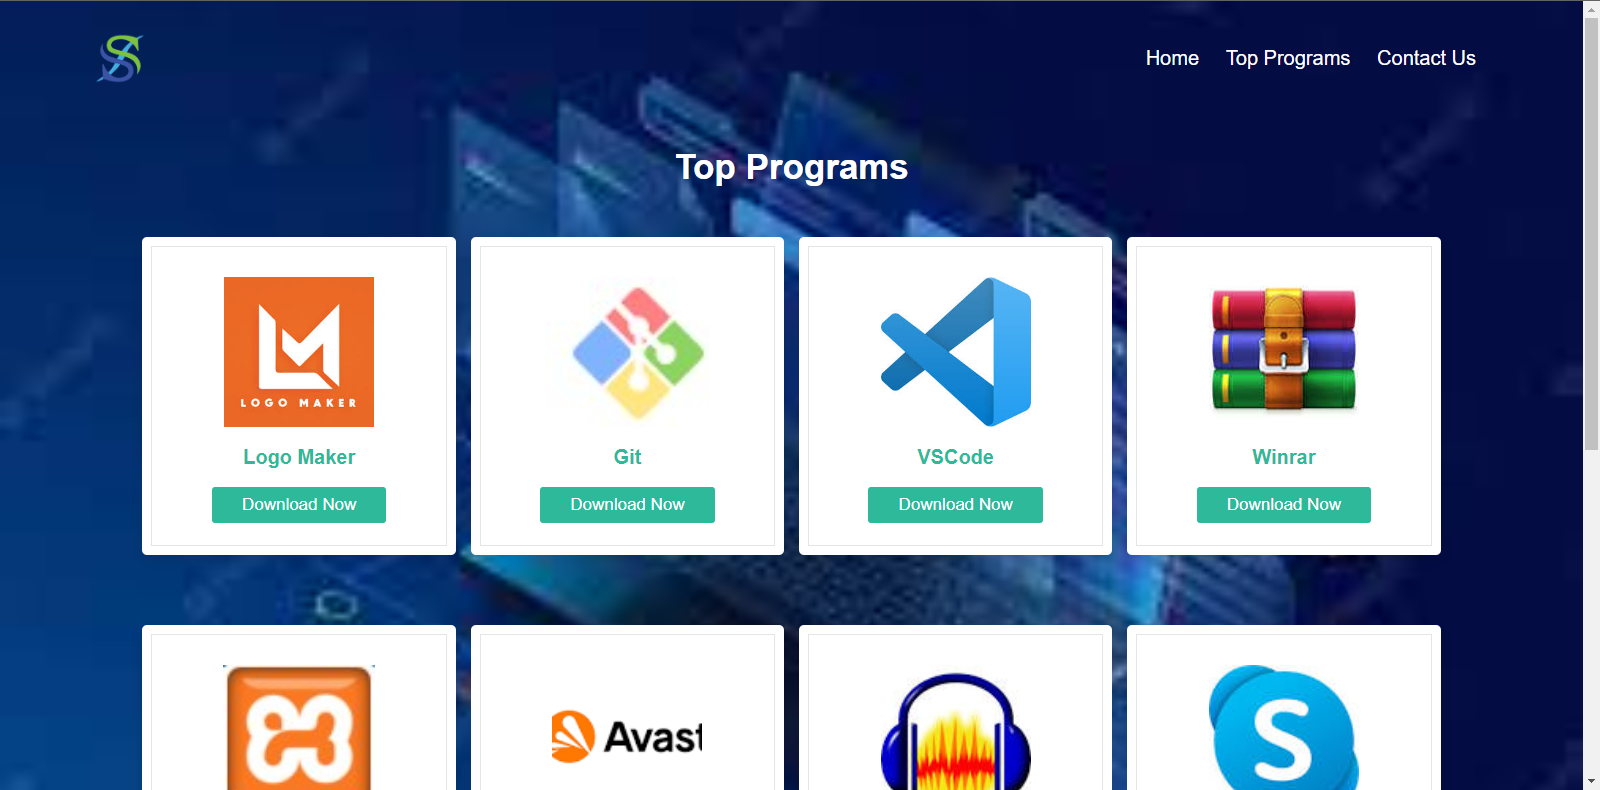 Home Top Programs Contact Us
Top Programs
LOGO MAKER
Logo Maker
Download Now
Git
Download Now
VSCode
Download Now
Winrar
Download Now
Avast
S